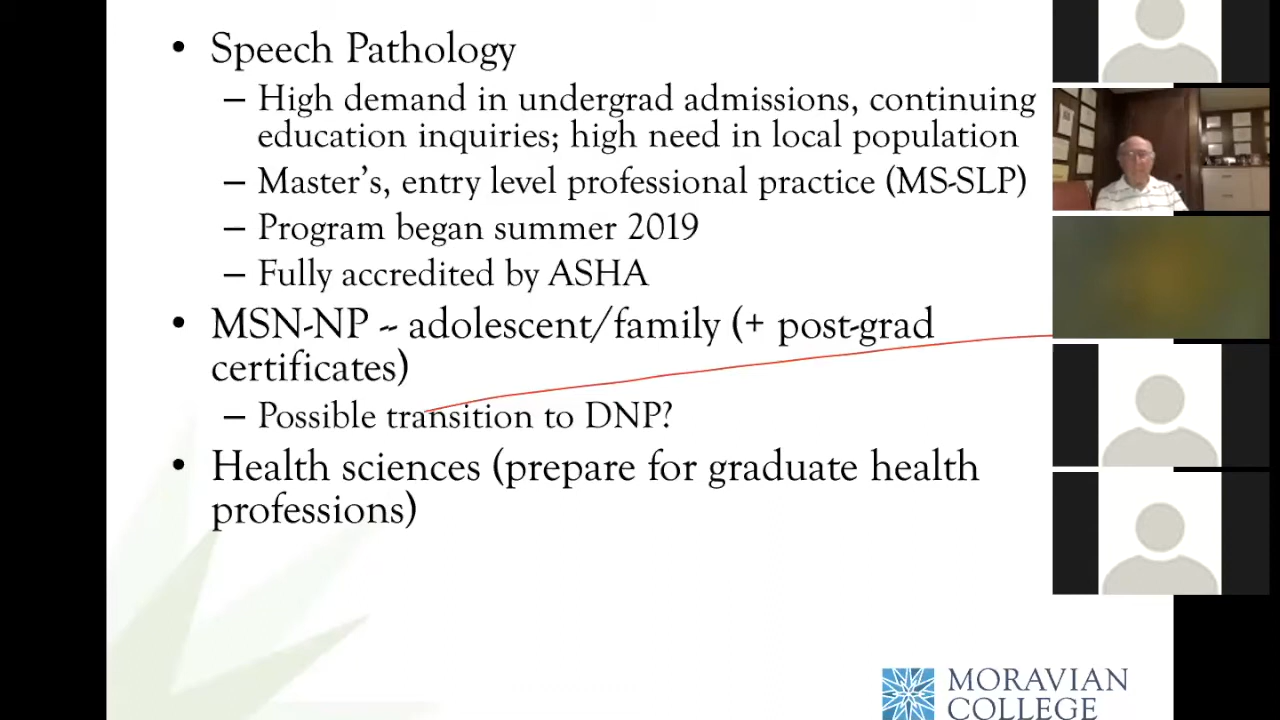 • Speech Pathology
– High demand in undergrad admissions, continuing
education inquiries; high need in local population
– Master's, entry level professional practice (MS-SLP)
– Program began summer 2019
– Fully accredited by ASHA
• MSN-NP -- adolescent/family (+ post-grad
certificates)
– Possible transition to DNP?
• Health sciences (prepare for graduate health
professions)
MORAVIAN
COLLEGE